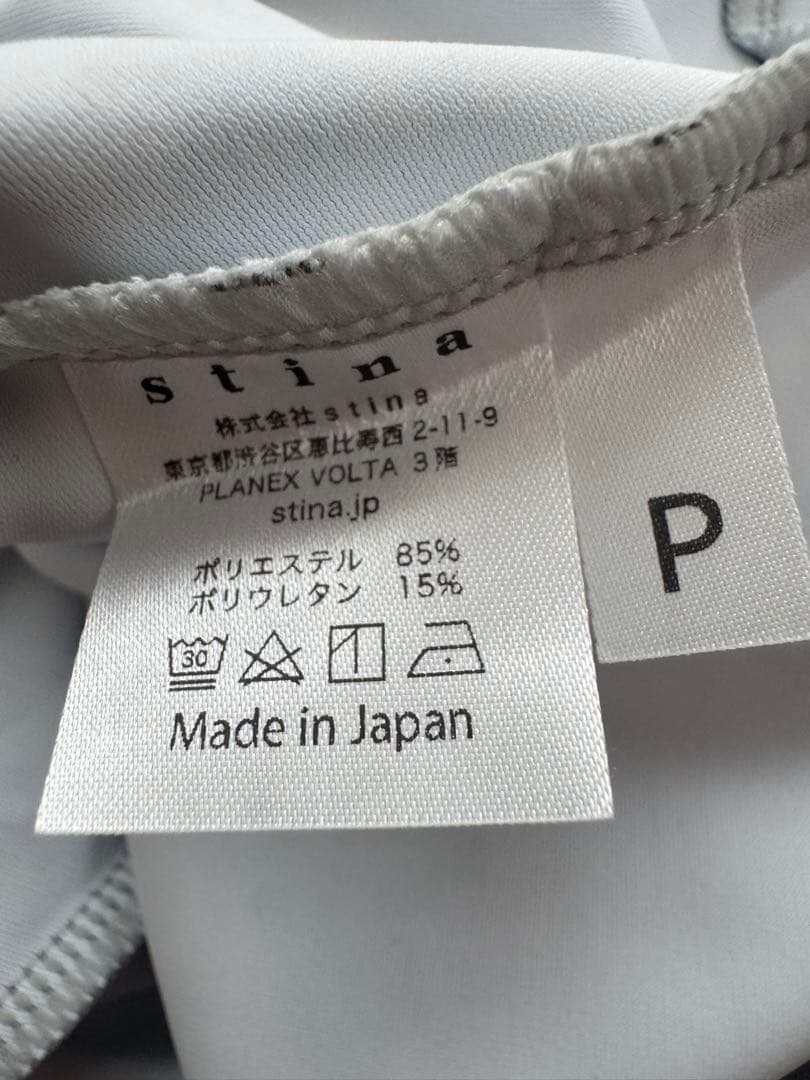 stina
株式会社stina
東京都渋谷区恵比寿西 2-11-9
PLANEX VOLTA 3階
stina.jp
ポリエステル 85%
ポリウレタン 15%
30
Made in Japan
P